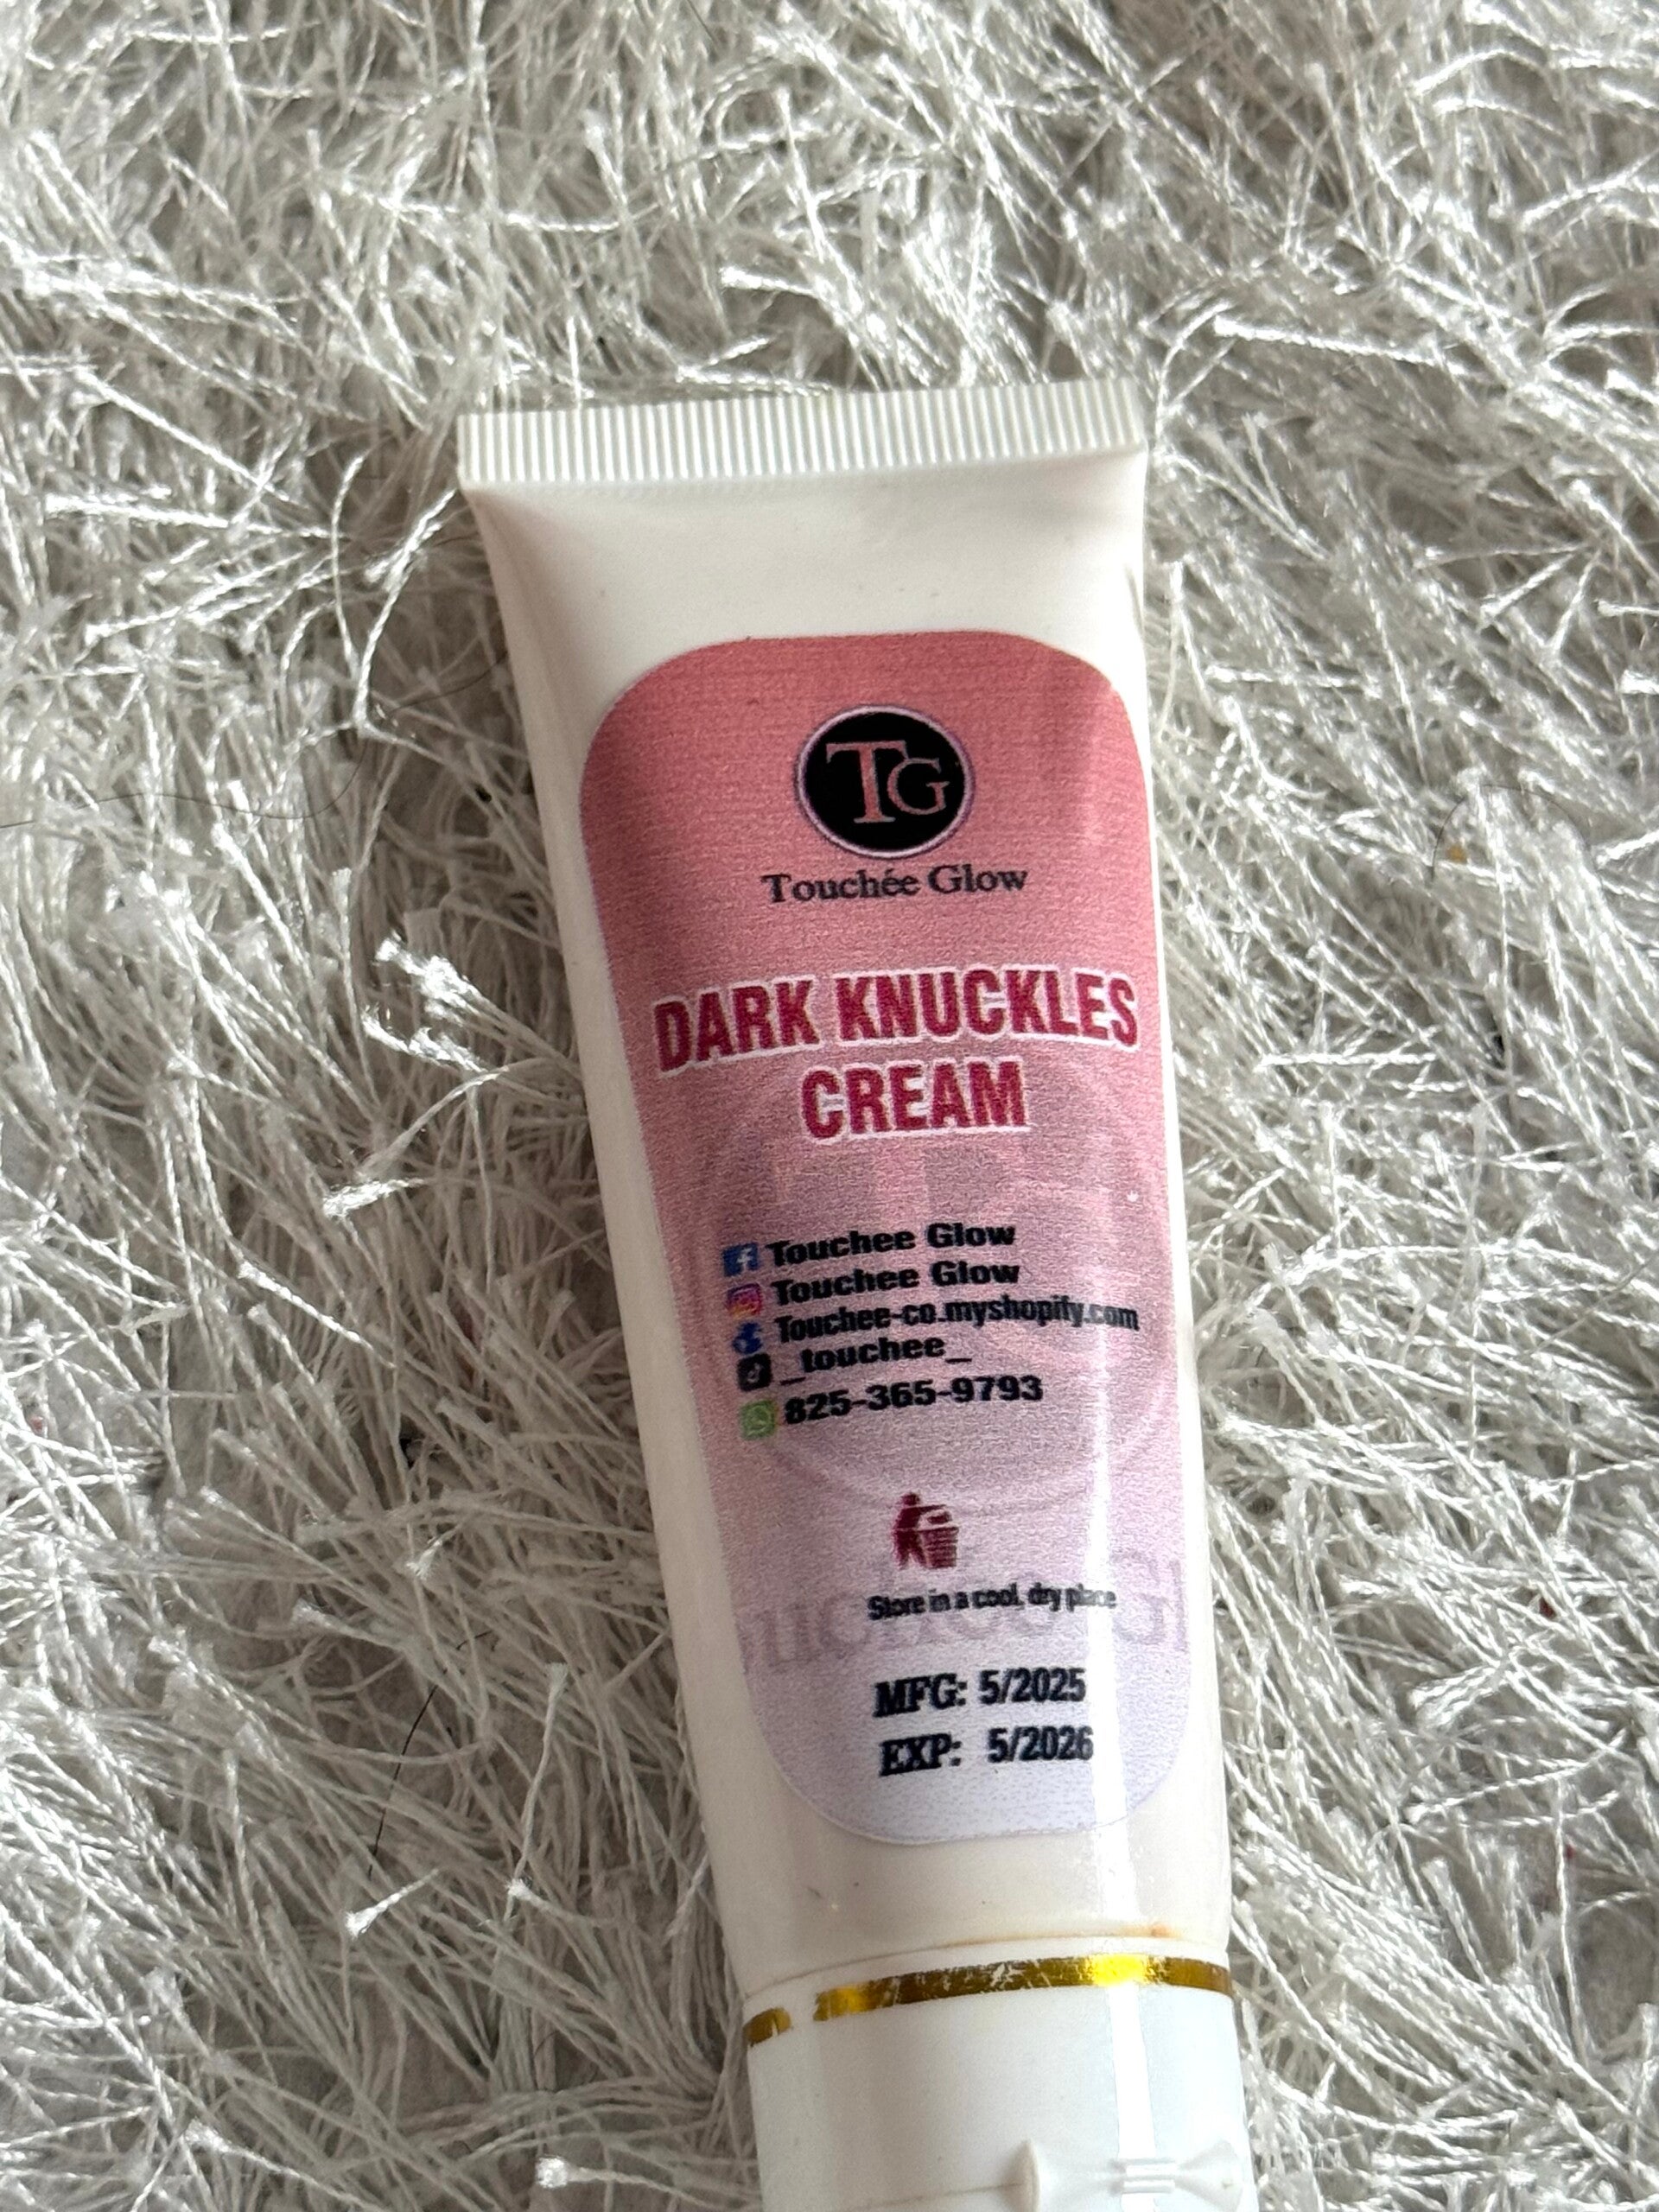 TG
Touchée Glow
DARK KNUCKLES
CREAM
Touchee Glow
Touchee Glow
Touchee-co.myshopify.com
_touchee_
825-365-9793
Store in a cool, dry place
MFG: 5/2025
EXP: 5/2026